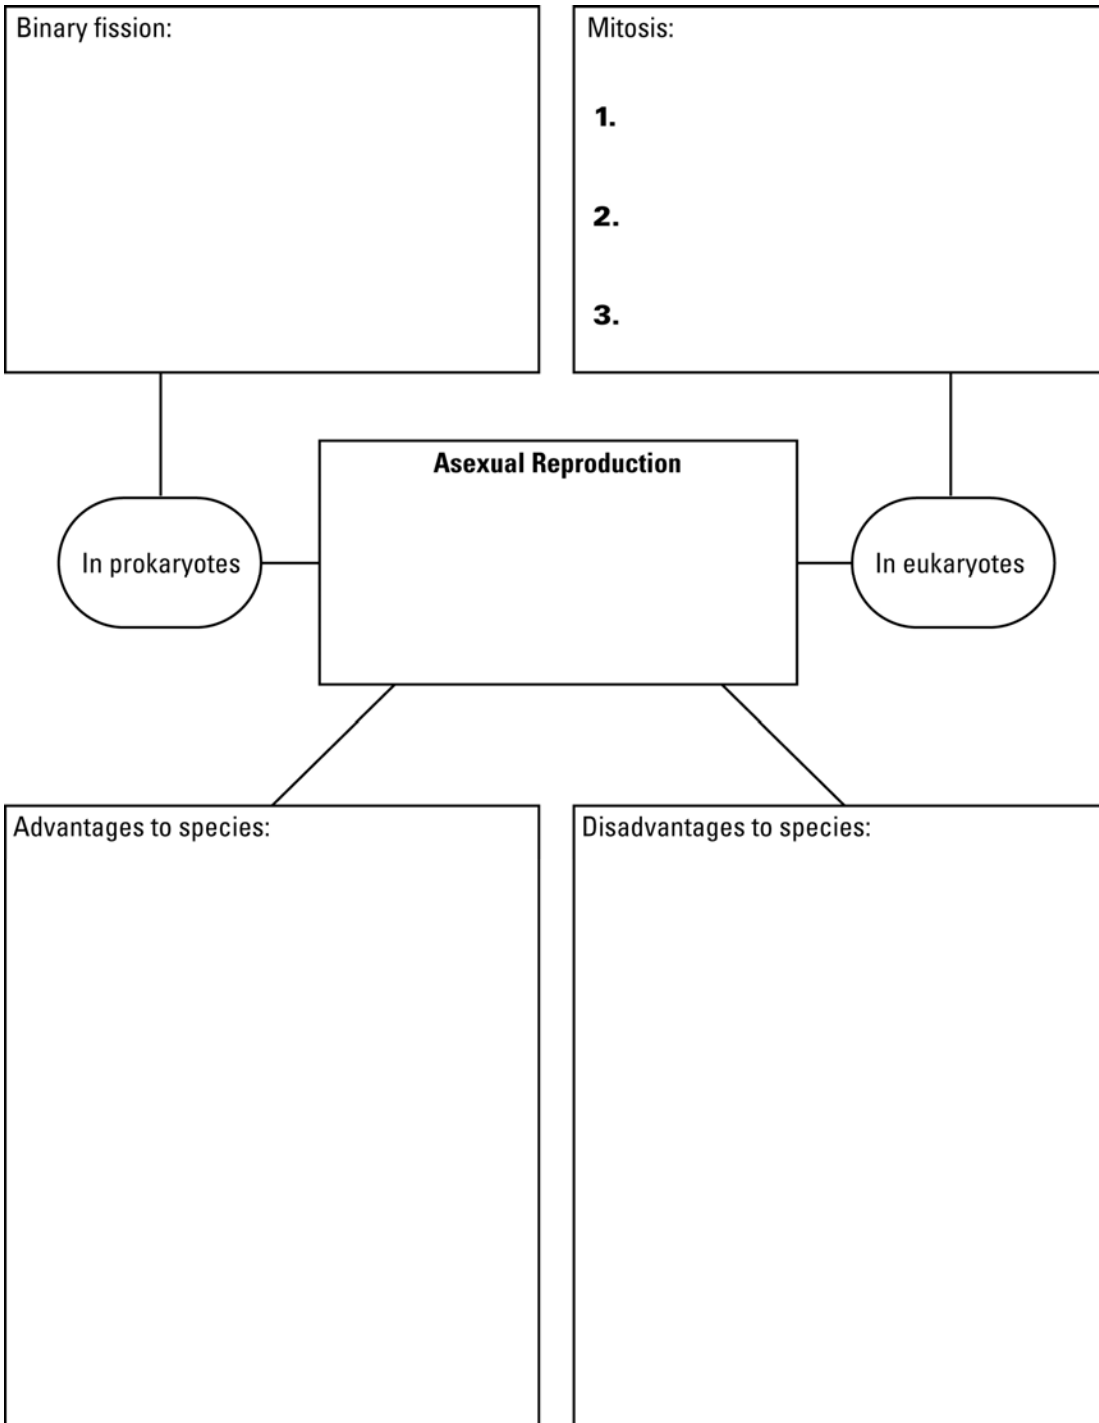 Binary fission:
Mitosis:
1.
2.
3.
Asexual Reproduction
In prokaryotes
In eukaryotes
Advantages to species:
Disadvantages to species: